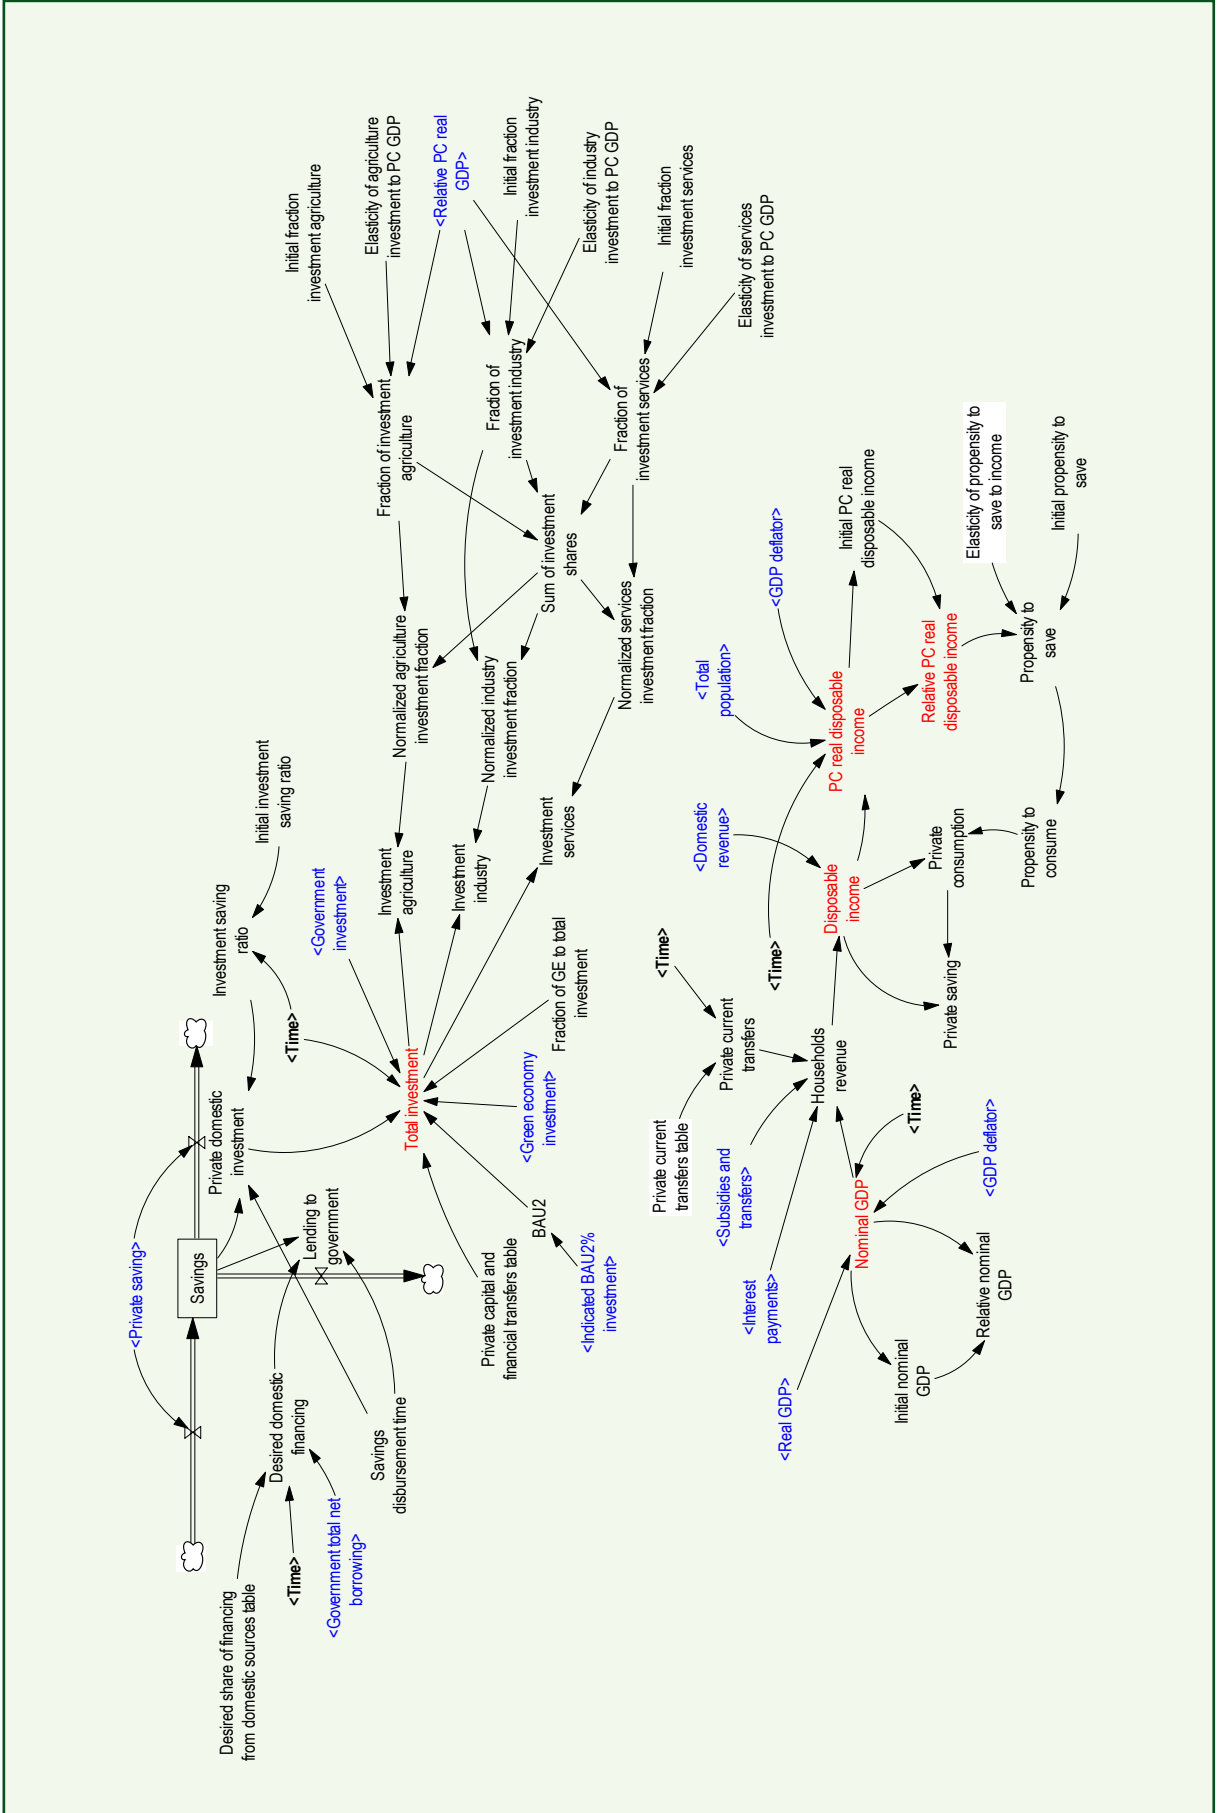 <Private saving>
Savings
Desired share of financing
from domestic sources table
<Time>
<Government total net
borrowing>
Desired domestic
financing
Savings
disbursement time
Lending to
government
Private domestic
investment
Investment saving
ratio
Initial investment
saving ratio
<Time>
<Government
investment>
Total investment
Private capital and
financial transfers table
BAU2
<Indicated BAU2%
investment>
<Green economy
investment>
Fraction of GE to total
investment
Investment
agriculture
Investment
industry
Investment
services
Normalized agriculture
investment fraction
Normalized industry
investment fraction
Normalized services
investment fraction
Sum of investment
shares
Fraction of investment
agriculture
Fraction of
investment industry
Fraction of
investment services
Initial fraction
investment agriculture
Elasticity of agriculture
investment to PC GDP
<Relative PC real
GDP>
Initial fraction
investment industry
Elasticity of industry
investment to PC GDP
Initial fraction
investment services
Elasticity of services
investment to PC GDP
Private current
transfers table
<Time>
Private current
transfers
<Subsidies and
transfers>
<Interest
payments>
<Real GDP>
Households
revenue
Nominal GDP
<Time>
<GDP deflator>
Initial nominal
GDP
Relative nominal
GDP
<Domestic
revenue>
<Time>
Disposable
income
Private saving
Private
consumption
Propensity to
consume
<Total
population>
<GDP deflator>
PC real disposable
income
Initial PC real
disposable income
Relative PC real
disposable income
Elasticity of propensity to
save to income
Initial propensity to
save
Propensity to
save